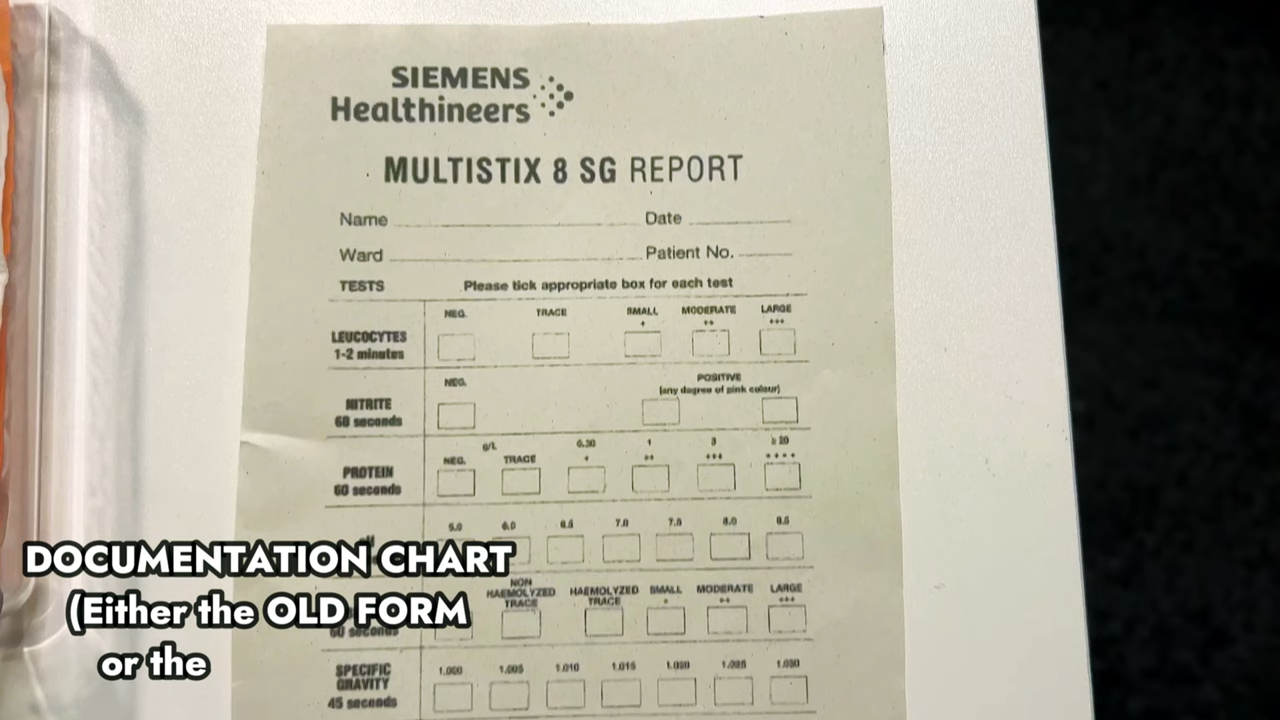 SIEMENS
Healthineers
MULTISTIX 8 SG REPORT
Name Date
Ward Patient No.
TESTS Please tick appropriate box for each test
NEG. TRACE SMALL MODERATE LARGE
+ ++ +++
LEUCOCYTES
1-2 minutes
NEG. POSITIVE
(any degree of pink colour)
NITRITE
60 seconds
g/L 0.30 1 3 ≥ 20
NEG. TRACE + ++ +++ ++++
PROTEIN
60 seconds
5.0 6.0 6.5 7.0 7.5 8.0 8.5
NON
HAEMOLYZED HAEMOLYZED SMALL MODERATE LARGE
TRACE TRACE + ++ +++
60 seconds
SPECIFIC 1.000 1.005 1.010 1.015 1.020 1.025 1.030
GRAVITY
45 seconds
DOCUMENTATION CHART
(Either the OLD FORM
or the